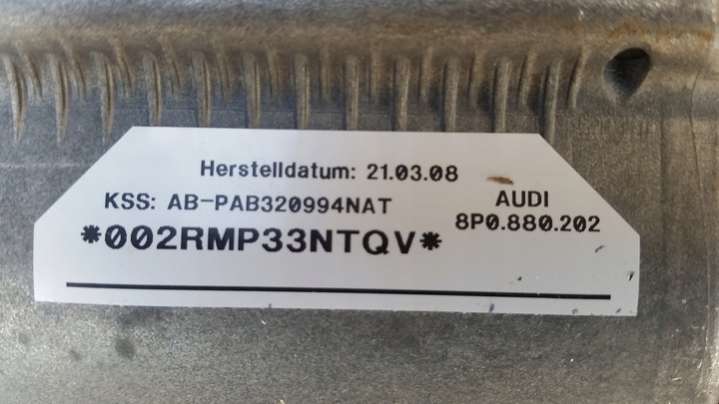 Herstelldatum: 21.03.08
KSS: AB-PAB320994NAT
AUDI
8P0.880.202
*002RMP33NTQV*